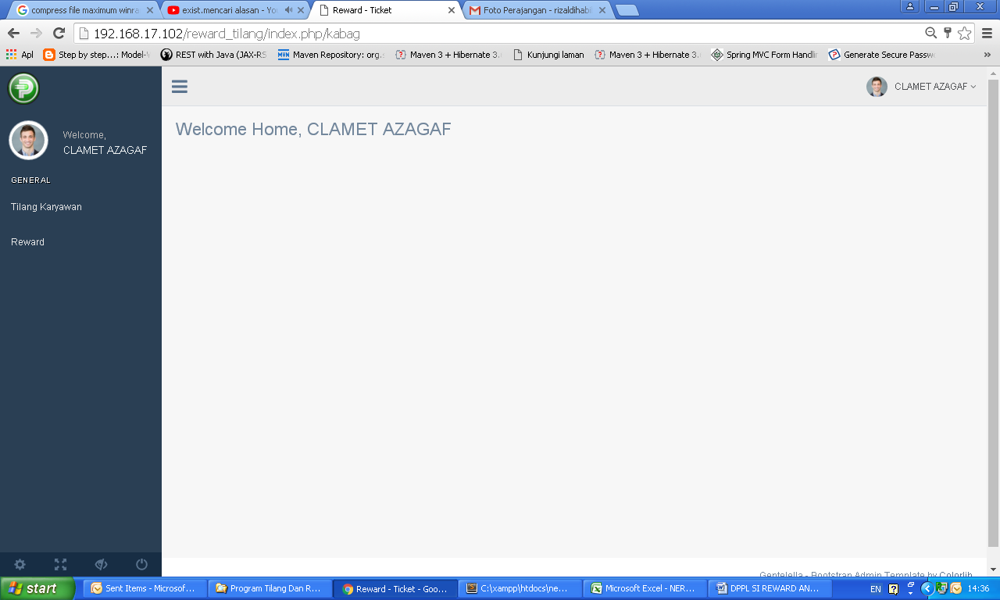 compress file maximum winra
exist.mencari alasan - Yo
Reward - Ticket
Foto Perajangan - rizaldihabi
192.168.17.102/reward_tilang/index.php/kabag
Apl
Step by step...: Model-V
REST with Java (JAX-RS
Maven Repository: org.s
Maven 3 + Hibernate 3.
Kunjungi laman
Maven 3 + Hibernate 3.
Spring MVC Form Handlin
Generate Secure Passw
»
CLAMET AZAGAF
Welcome,
CLAMET AZAGAF
GENERAL
Tilang Karyawan
Reward
Welcome Home, CLAMET AZAGAF
Gentelella - Bootstrap Admin Template by Colorlib
start
Sent Items - Microsof...
Program Tilang Dan R...
Reward - Ticket - Goo...
C:\xampp\htdocs\ne...
Microsoft Excel - NER...
DPPL SI REWARD AN...
EN
14:36